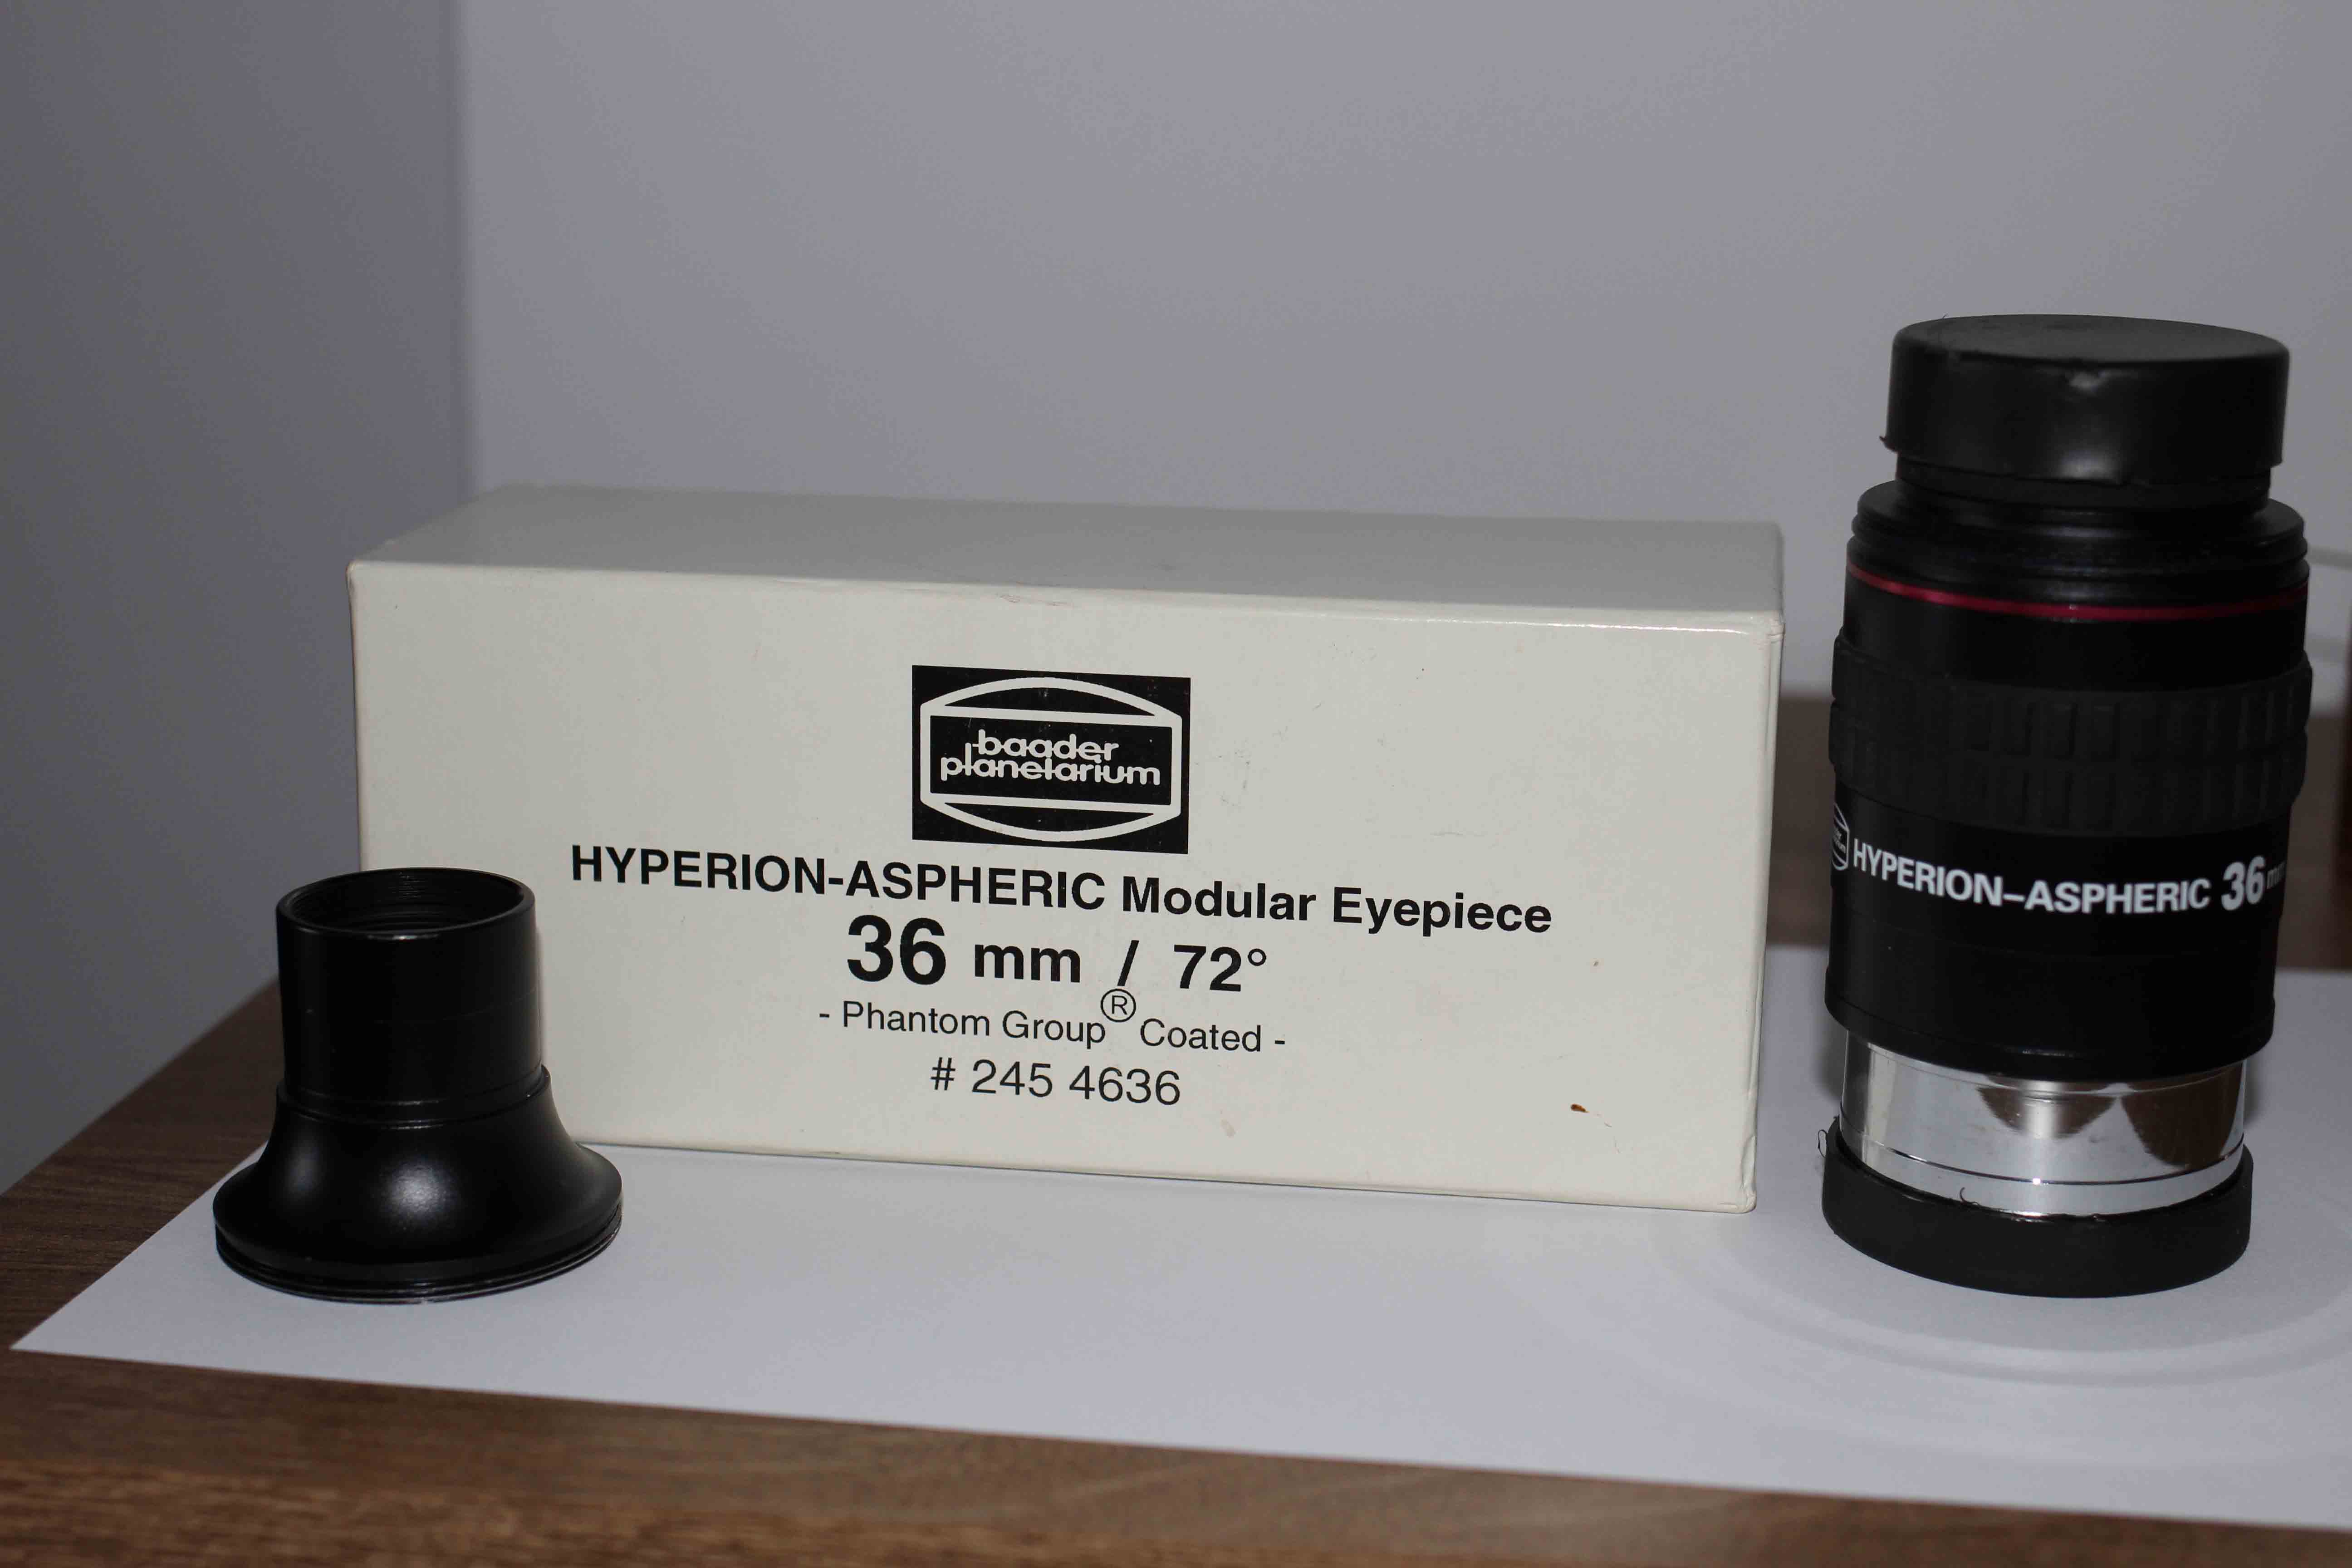 baader
planetarium
HYPERION-ASPHERIC Modular Eyepiece
36 mm / 72°
- Phantom Group® Coated -
# 245 4636
HYPERION-ASPHERIC 36